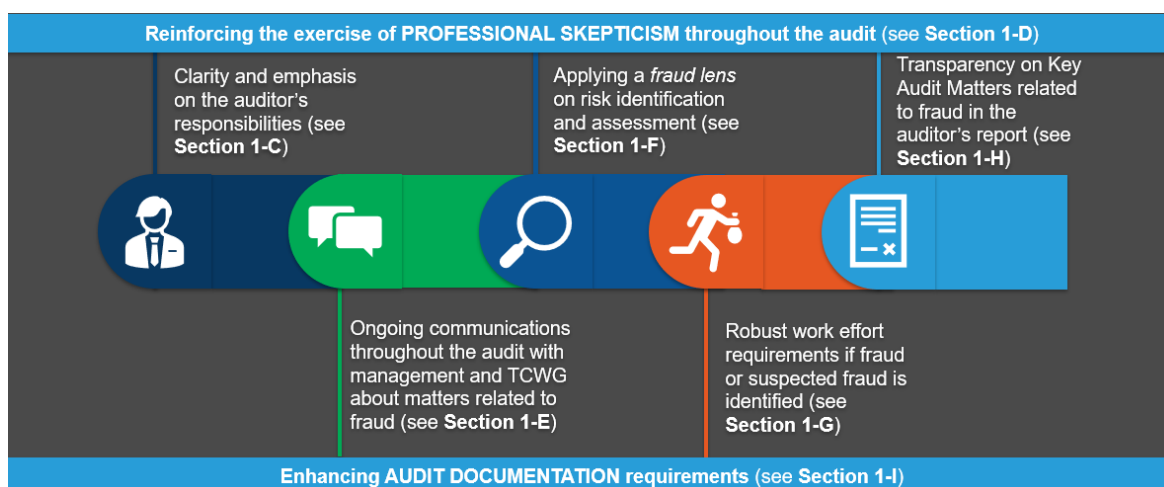 Reinforcing the exercise of PROFESSIONAL SKEPTICISM throughout the audit (see Section 1-D)
Clarity and emphasis
on the auditor's
responsibilities (see
Section 1-C)
Applying a fraud lens
on risk identification
and assessment (see
Section 1-F)
Transparency on Key
Audit Matters related
to fraud in the
auditor's report (see
Section 1-H)
Ongoing communications
throughout the audit with
management and TCWG
about matters related to
fraud (see Section 1-E)
Robust work effort
requirements if fraud
or suspected fraud is
identified (see
Section 1-G)
Enhancing AUDIT DOCUMENTATION requirements (see Section 1-I)